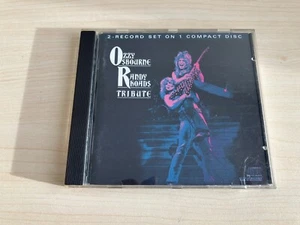 2-RECORD SET ON 1 COMPACT DISC
OZZY
OSBOURNE
RANDY
RHOADS
TRIBUTE